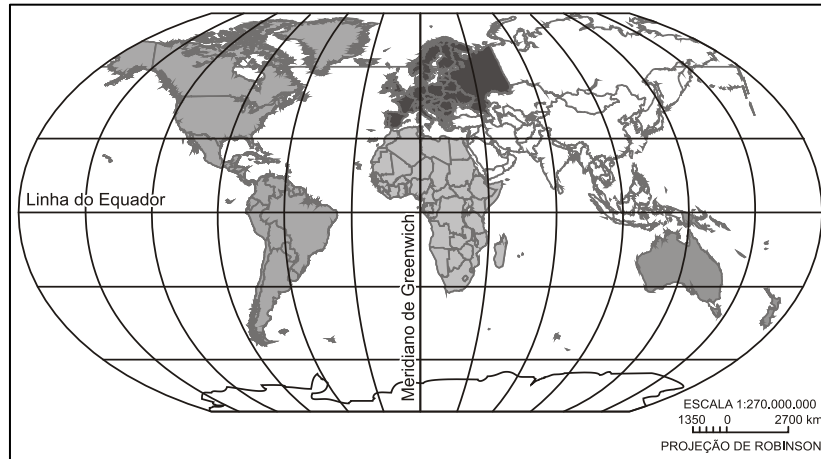 Linha do Equador
Meridiano de Greenwich
ESCALA 1:270.000.000
1350 0 2700 km
PROJEÇÃO DE ROBINSON